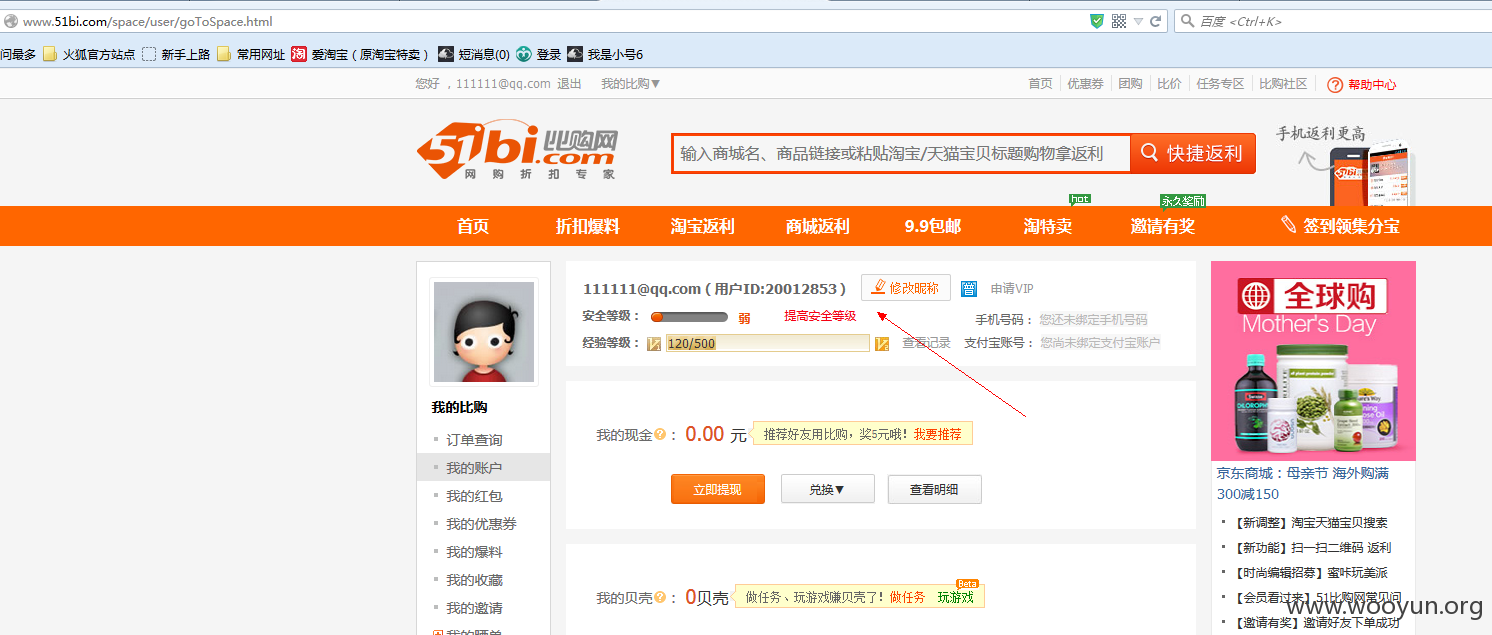 www.51bi.com/space/user/goToSpace.html
百度 <Ctrl+K>
问最多 火狐官方站点 新手上路 常用网址 淘 爱淘宝（原淘宝特卖） 短消息(0) 登录 我是小号6
您好 ，111111@qq.com 退出 我的比购▼
首页 优惠券 团购 比价 任务专区 比购社区 ? 帮助中心
51bi.com 比购网
网购折扣专家
输入商城名、商品链接或粘贴淘宝/天猫宝贝标题购物拿返利
快捷返利
手机返利更高
hot
永久奖励
首页 折扣爆料 淘宝返利 商城返利 9.9包邮 淘特卖 邀请有奖 签到领集分宝
111111@qq.com ( 用户ID:20012853 ) 修改昵称 普 申请VIP
安全等级： 弱 提高安全等级 手机号码： 您还未绑定手机号码
经验等级： 120/500 查看记录 支付宝账号： 您尚未绑定支付宝账户
我的现金?： 0.00 元 推荐好友用比购，奖5元哦！我要推荐
立即提现 兑换▼ 查看明细
我的贝壳?： 0贝壳 做任务、玩游戏赚贝壳了！做任务 玩游戏
Beta
我的比购
订单查询
我的账户
我的红包
我的优惠券
我的爆料
我的收藏
我的邀请
我的晒单
全球购
Mother's Day
京东商城：母亲节 海外购满
300减150
【新调整】淘宝天猫宝贝搜索
【新功能】扫一扫二维码 返利
【时尚编辑招募】蜜咔玩美派
【会员看过来】51比购网常见问
【邀请有奖】邀请好友下单成功
www.wooyun.org